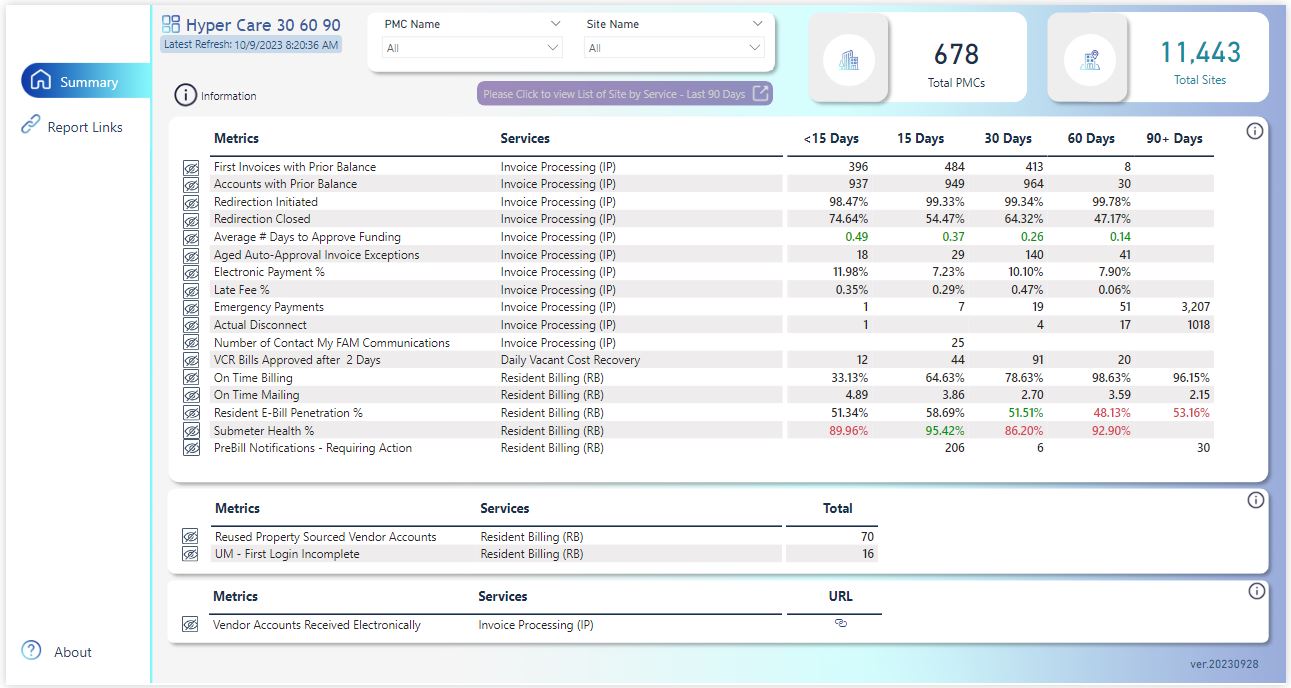 Hyper Care 30 60 90
Latest Refresh: 10/9/2023 8:20:36 AM
PMC Name
All
Site Name
All
678
Total PMCs
11,443
Total Sites
Summary
Report Links
Information
Please Click to view List of Site by Service - Last 90 Days
Metrics Services <15 Days 15 Days 30 Days 60 Days 90+ Days
First Invoices with Prior Balance Invoice Processing (IP) 396 484 413 8
Accounts with Prior Balance Invoice Processing (IP) 937 949 964 30
Redirection Initiated Invoice Processing (IP) 98.47% 99.33% 99.34% 99.78%
Redirection Closed Invoice Processing (IP) 74.64% 54.47% 64.32% 47.17%
Average # Days to Approve Funding Invoice Processing (IP) 0.49 0.37 0.26 0.14
Aged Auto-Approval Invoice Exceptions Invoice Processing (IP) 18 29 140 41
Electronic Payment % Invoice Processing (IP) 11.98% 7.23% 10.10% 7.90%
Late Fee % Invoice Processing (IP) 0.35% 0.29% 0.47% 0.06%
Emergency Payments Invoice Processing (IP) 1 7 19 51 3,207
Actual Disconnect Invoice Processing (IP) 1 4 17 1018
Number of Contact My FAM Communications Invoice Processing (IP) 25
VCR Bills Approved after 2 Days Daily Vacant Cost Recovery 12 44 91 20
On Time Billing Resident Billing (RB) 33.13% 64.63% 78.63% 98.63% 96.15%
On Time Mailing Resident Billing (RB) 4.89 3.86 2.70 3.59 2.15
Resident E-Bill Penetration % Resident Billing (RB) 51.34% 58.69% 51.51% 48.13% 53.16%
Submeter Health % Resident Billing (RB) 89.96% 95.42% 86.20% 92.90%
PreBill Notifications - Requiring Action Resident Billing (RB) 206 6 30
Metrics Services Total
Reused Property Sourced Vendor Accounts Resident Billing (RB) 70
UM - First Login Incomplete Resident Billing (RB) 16
Metrics Services URL
Vendor Accounts Received Electronically Invoice Processing (IP)
About
ver.20230928